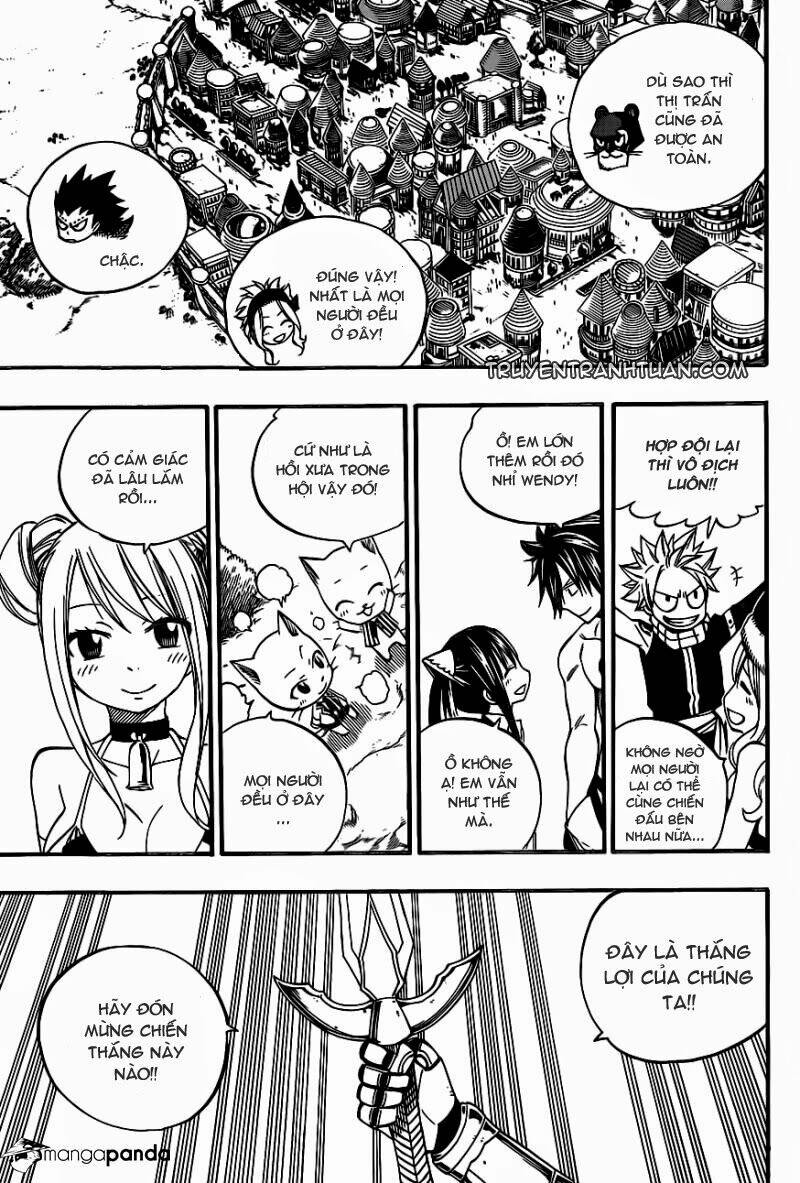 DÙ SAO THÌ
THỊ TRẤN
CŨNG ĐÃ
ĐƯỢC AN
TOÀN.
CHẬC.
ĐÚNG VẬY!
NHẤT LÀ MỌI
NGƯỜI ĐỀU
Ở ĐÂY!
TRUYENTRANHTUAN.COM
HỢP ĐỘI LẠI
THÌ VÔ ĐỊCH
LUÔN!!
KHÔNG NGỜ
MỌI NGƯỜI
LẠI CÓ THỂ
CÙNG CHIẾN
ĐẤU BÊN
NHAU NỮA...
Ồ! EM LỚN
THÊM RỒI ĐÓ
NHỈ WENDY!
Ồ KHÔNG
Ạ! EM VẪN
NHƯ THẾ
MÀ.
CỨ NHƯ LÀ
HỒI XƯA TRONG
HỘI VẬY ĐÓ!
MỌI NGƯỜI
ĐỀU Ở ĐÂY
...
CÓ CẢM GIÁC
ĐÃ LÂU LẮM
RỒI...
ĐÂY LÀ THẮNG
LỢI CỦA CHÚNG
TA!!
HÃY ĐÓN
MỪNG CHIẾN
THẮNG NÀY
NÀO!!
mangapanda